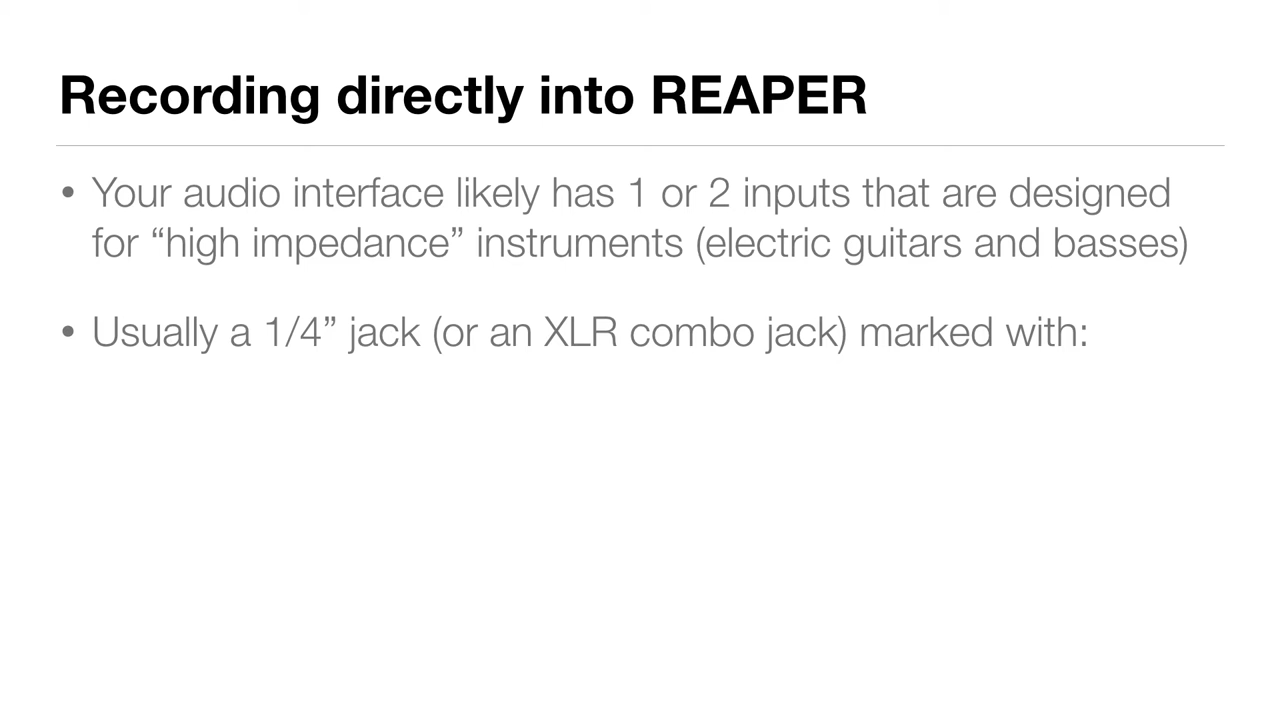 Recording directly into REAPER
• Your audio interface likely has 1 or 2 inputs that are designed
for “high impedance” instruments (electric guitars and basses)
• Usually a 1/4” jack (or an XLR combo jack) marked with: